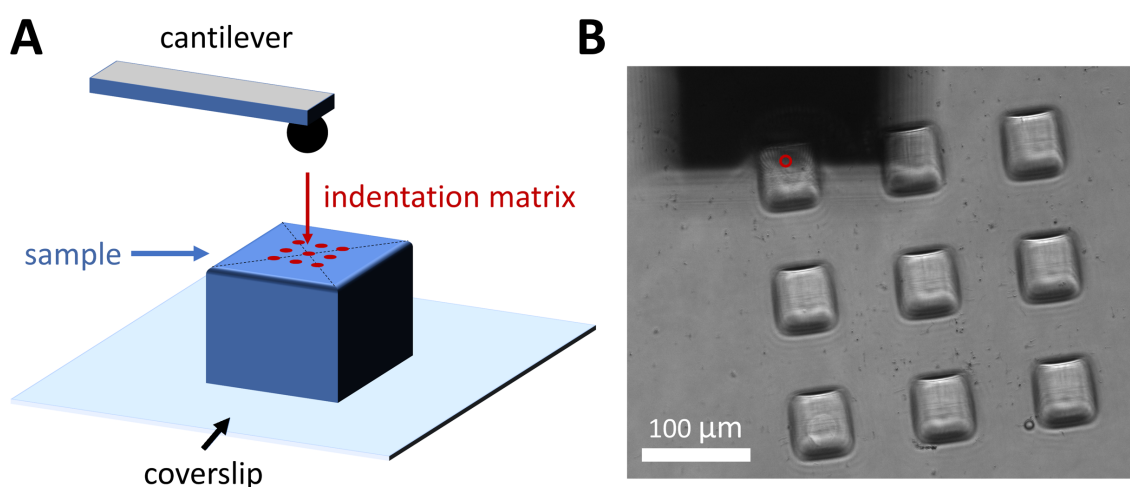 A
cantilever
indentation matrix
sample
coverslip
B
100 μm